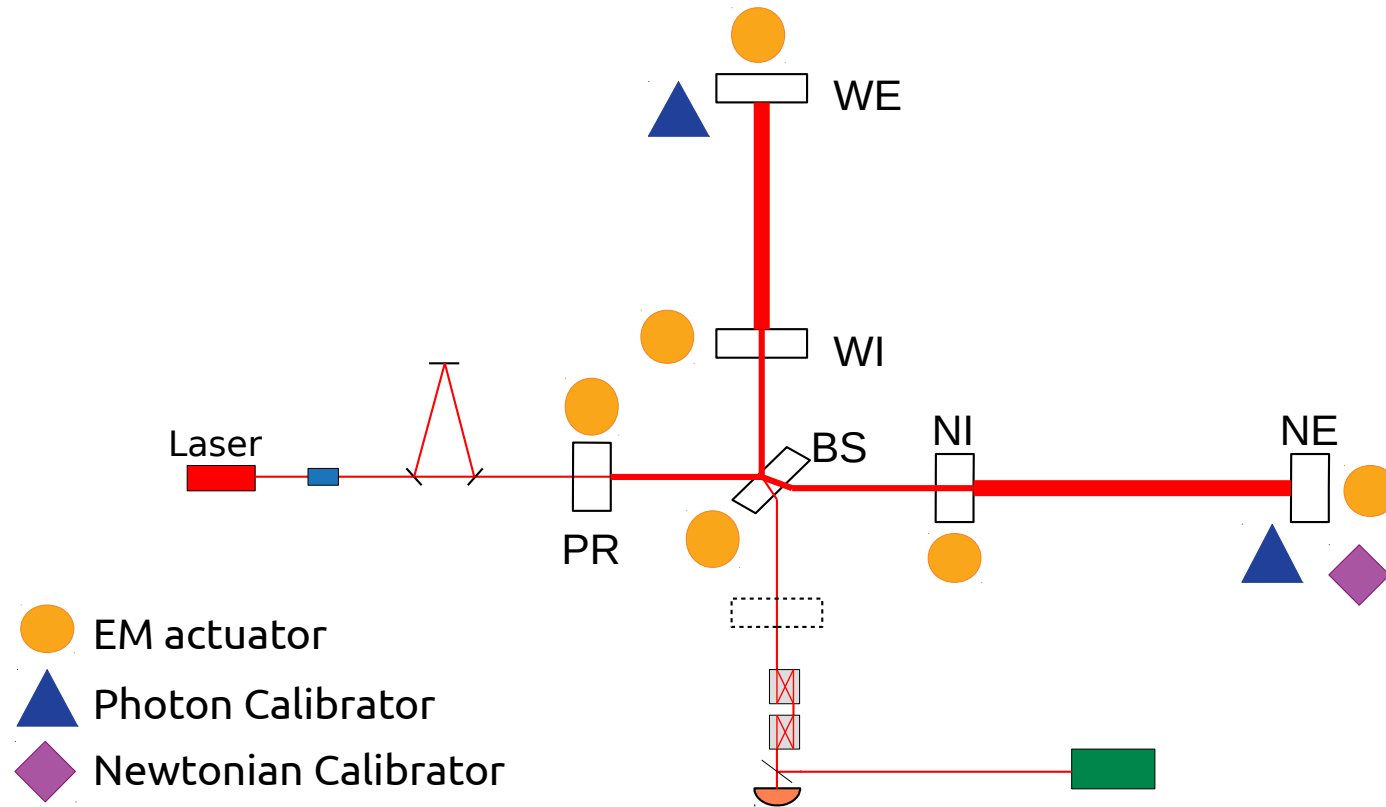 WE
WI
Laser
PR
BS
NI
NE
EM actuator
Photon Calibrator
Newtonian Calibrator